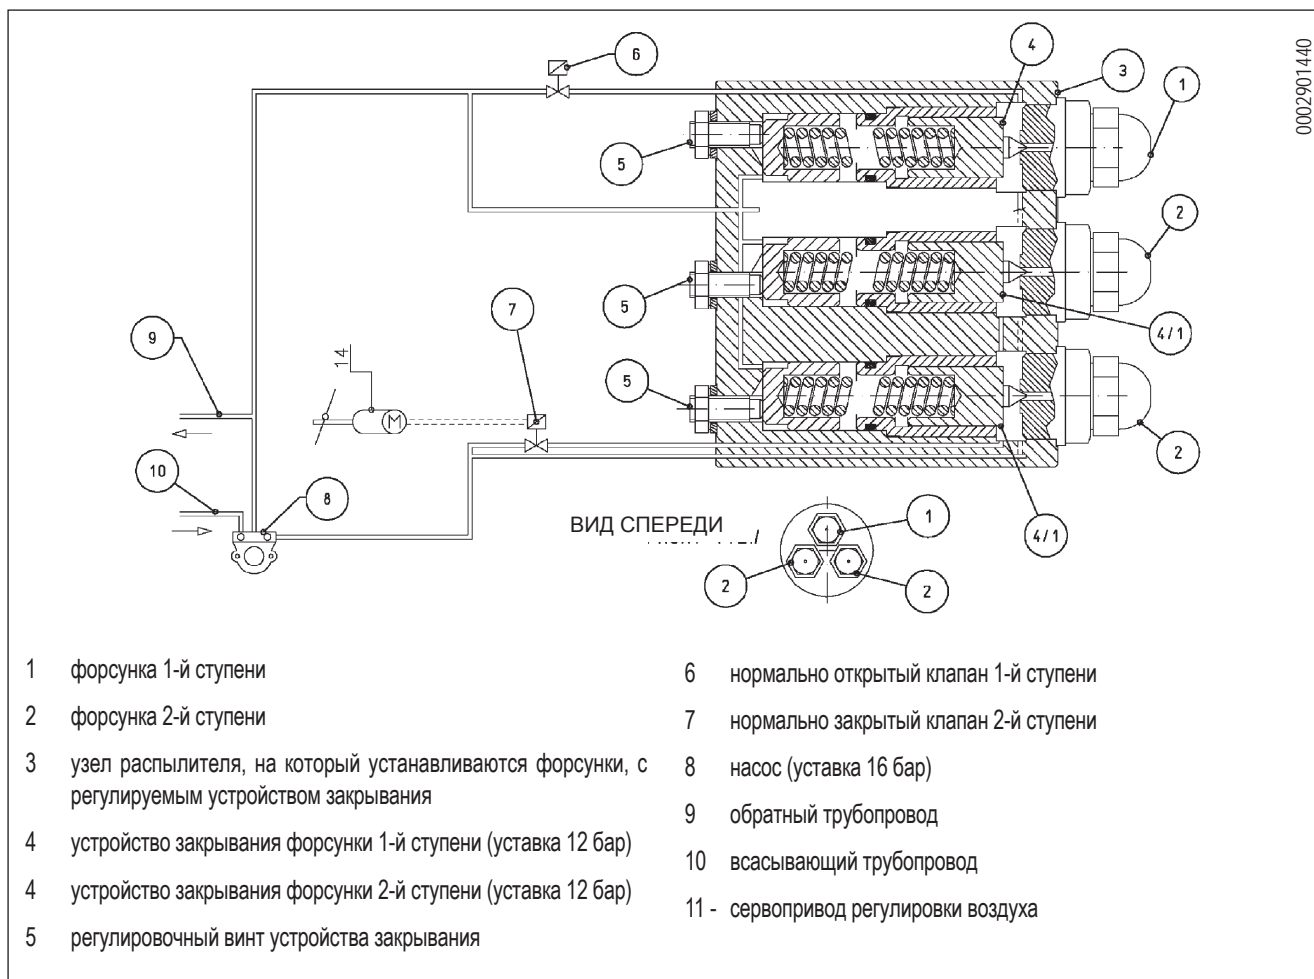 0002901440
6
4
3
1
5
2
5
7
4/1
9
14
5
M
10
8
2
ВИД СПЕРЕДИ
1
4/1
2
2
1 форсунка 1-й ступени
2 форсунка 2-й ступени
3 узел распылителя, на который устанавливаются форсунки, с
регулируемым устройством закрывания
4 устройство закрывания форсунки 1-й ступени (уставка 12 бар)
4 устройство закрывания форсунки 2-й ступени (уставка 12 бар)
5 регулировочный винт устройства закрывания
6 нормально открытый клапан 1-й ступени
7 нормально закрытый клапан 2-й ступени
8 насос (уставка 16 бар)
9 обратный трубопровод
10 всасывающий трубопровод
11 - сервопривод регулировки воздуха